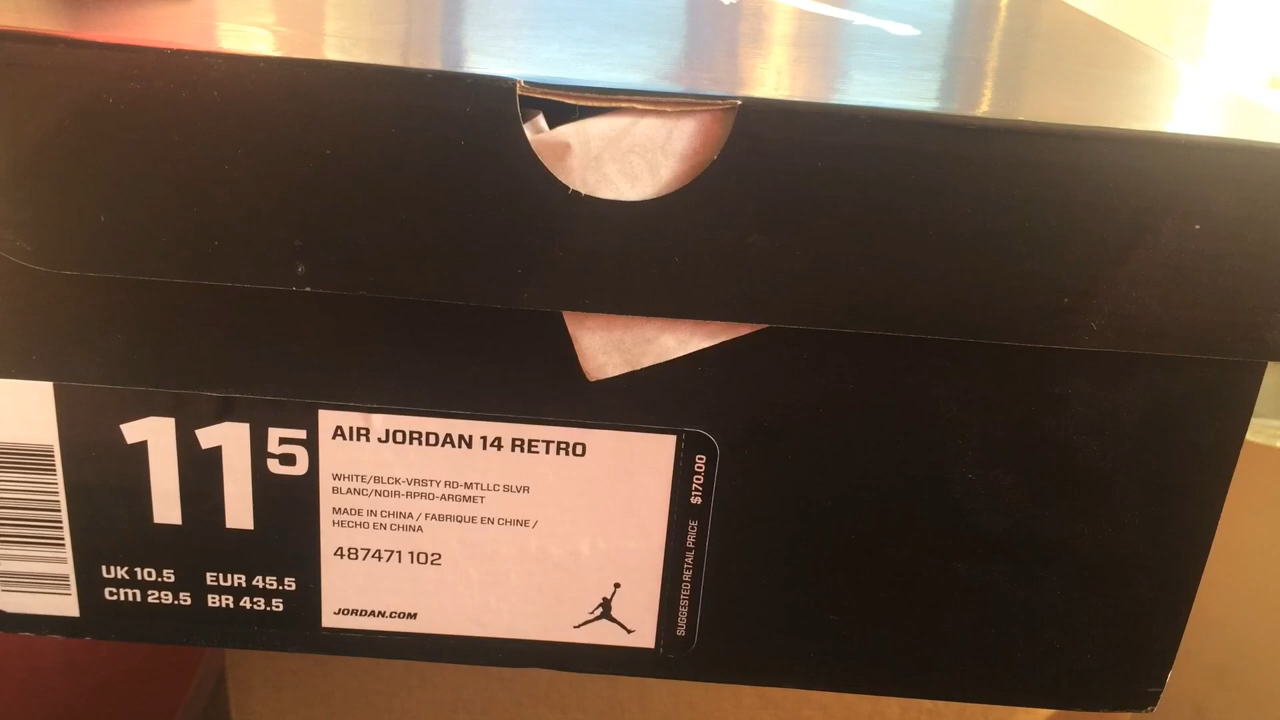 11⁵
UK 10.5 EUR 45.5
cm 29.5 BR 43.5
AIR JORDAN 14 RETRO
WHITE/BLCK-VRSTY RD-MTLLC SLVR
BLANC/NOIR-RPRO-ARGMET
MADE IN CHINA / FABRIQUE EN CHINE /
HECHO EN CHINA
487471 102
JORDAN.COM
SUGGESTED RETAIL PRICE $170.00